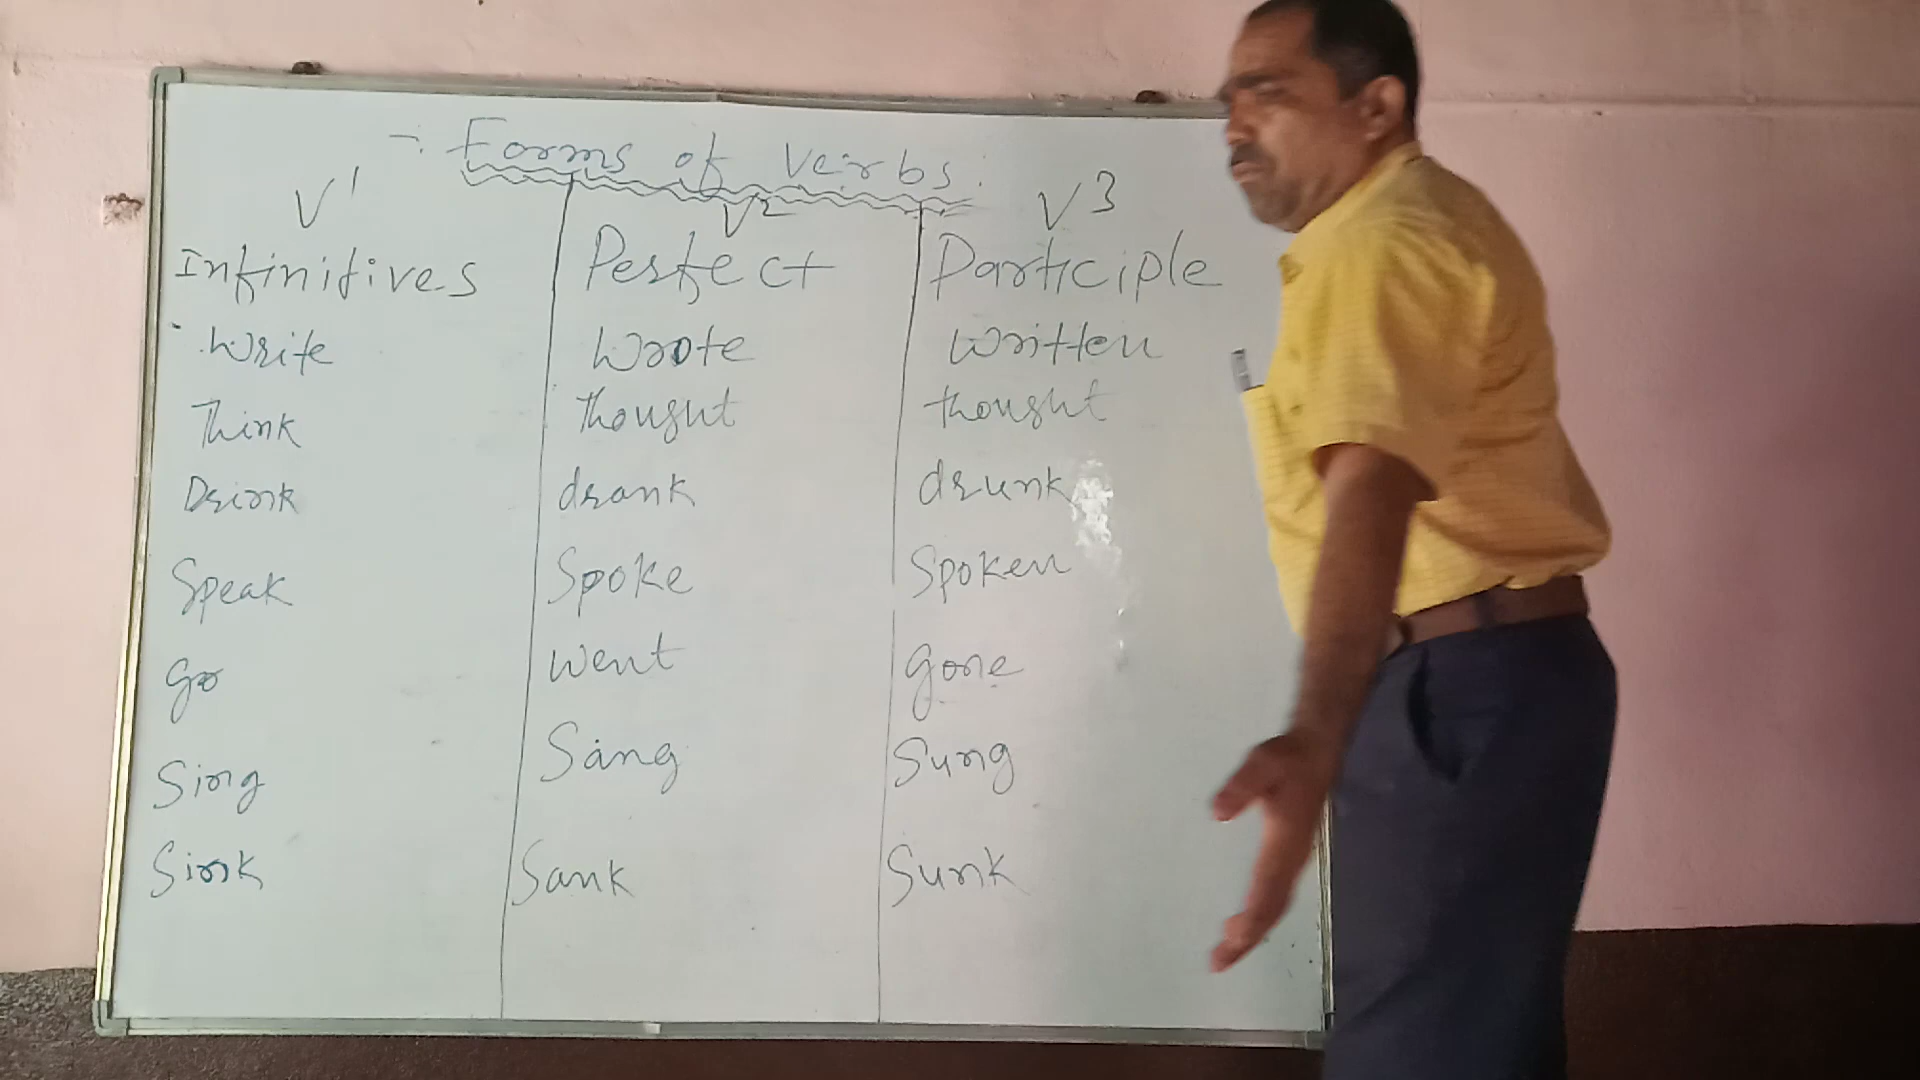 - : Forms of Verbs :
V1 V2 V3
Infinitives Perfect Participle
Write Wrote Written
Think thought thought
Drink drank drunk
Speak Spoke Spoken
go went gone
Sing Sang Sung
Sink Sank Sunk